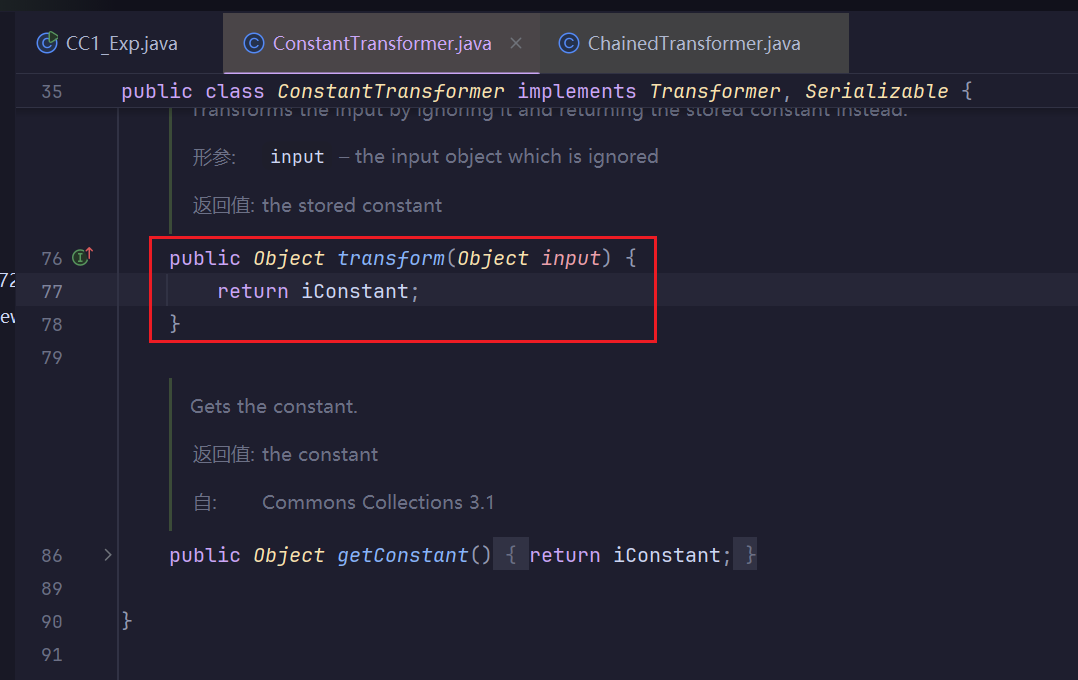 CC1_Exp.java ConstantTransformer.java ChainedTransformer.java
35 public class ConstantTransformer implements Transformer, Serializable {
Transforms the input by ignoring it and returning the stored constant instead.
形参: input – the input object which is ignored
返回值: the stored constant
76 public Object transform(Object input) {
77 return iConstant;
78 }
79
Gets the constant.
返回值: the constant
自: Commons Collections 3.1
86 public Object getConstant() { return iConstant; }
89
90 }
91